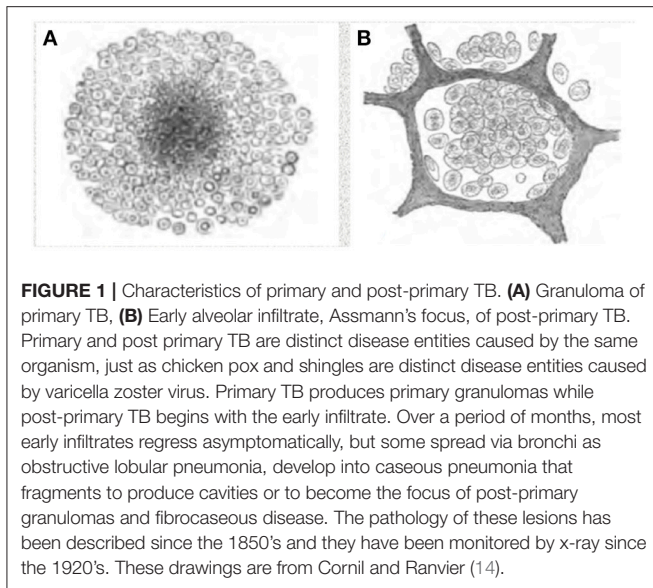 A
B
FIGURE 1 | Characteristics of primary and post-primary TB. (A) Granuloma of
primary TB, (B) Early alveolar infiltrate, Assmann's focus, of post-primary TB.
Primary and post primary TB are distinct disease entities caused by the same
organism, just as chicken pox and shingles are distinct disease entities caused
by varicella zoster virus. Primary TB produces primary granulomas while
post-primary TB begins with the early infiltrate. Over a period of months, most
early infiltrates regress asymptomatically, but some spread via bronchi as
obstructive lobular pneumonia, develop into caseous pneumonia that
fragments to produce cavities or to become the focus of post-primary
granulomas and fibrocaseous disease. The pathology of these lesions has
been described since the 1850's and they have been monitored by x-ray since
the 1920's. These drawings are from Cornil and Ranvier (14).